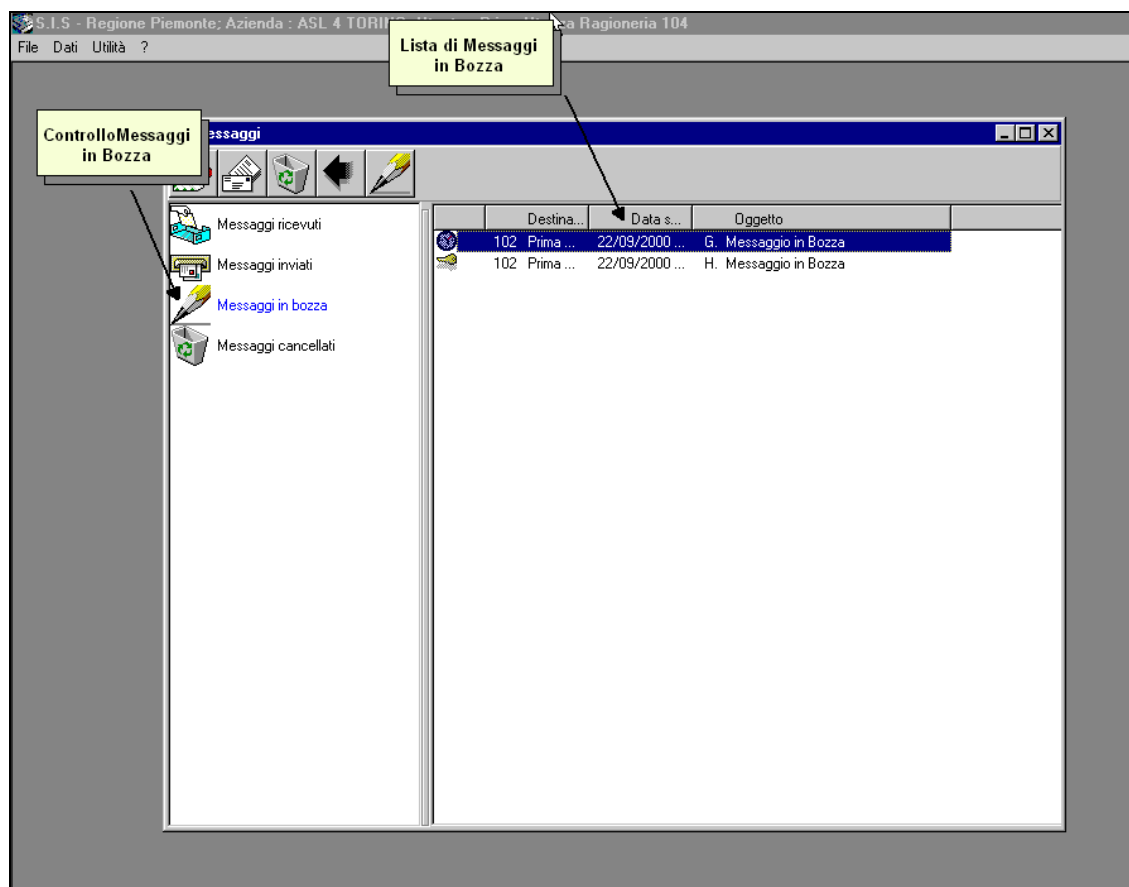 S.I.S - Regione Piemonte; Azienda : ASL 4 TORINO Ragioneria 104
File Dati Utilità ?
Lista di Messaggi
in Bozza
ControlloMessaggi
in Bozza
essaggi
Messaggi ricevuti
Messaggi inviati
Messaggi in bozza
Messaggi cancellati
Destina... Data s... Oggetto
102 Prima ... 22/09/2000 ... G. Messaggio in Bozza
102 Prima ... 22/09/2000 ... H. Messaggio in Bozza